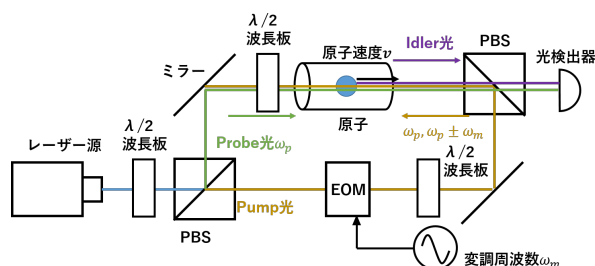 λ/2
波長板
原子速度v
Idler光
PBS
光検出器
ミラー
λ/2
波長板
Probe光ωp
原子
ωp, ωp ± ωm
λ/2
波長板
レーザー源
Pump光
EOM
PBS
変調周波数ωm